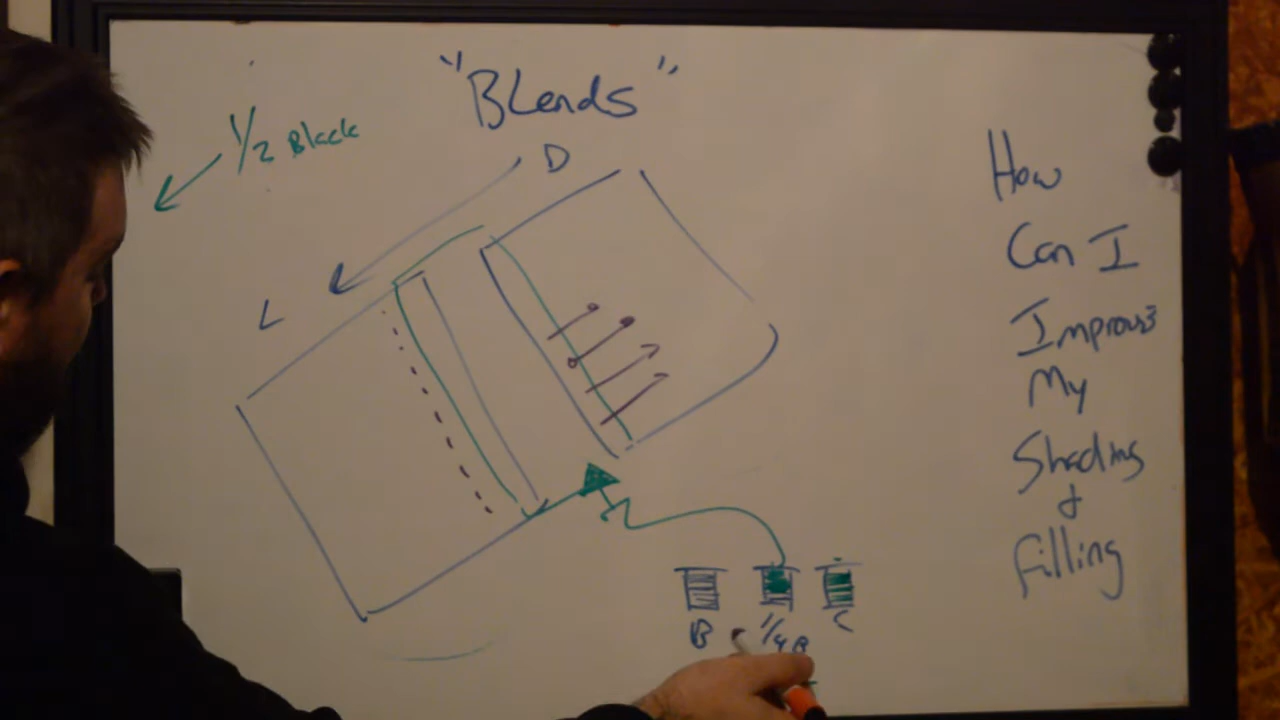 "Blends"
1/2 Black
D
L
How
Can I
Improve
My
Shading
&
Filling
B 1/4 B C